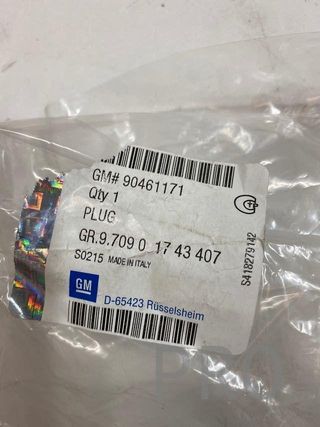 GM# 90461171
Qty 1
PLUG
GR.9.709 0 17 43 407
S0215 MADE IN ITALY
GM
D-65423 Rüsselsheim
S418279142